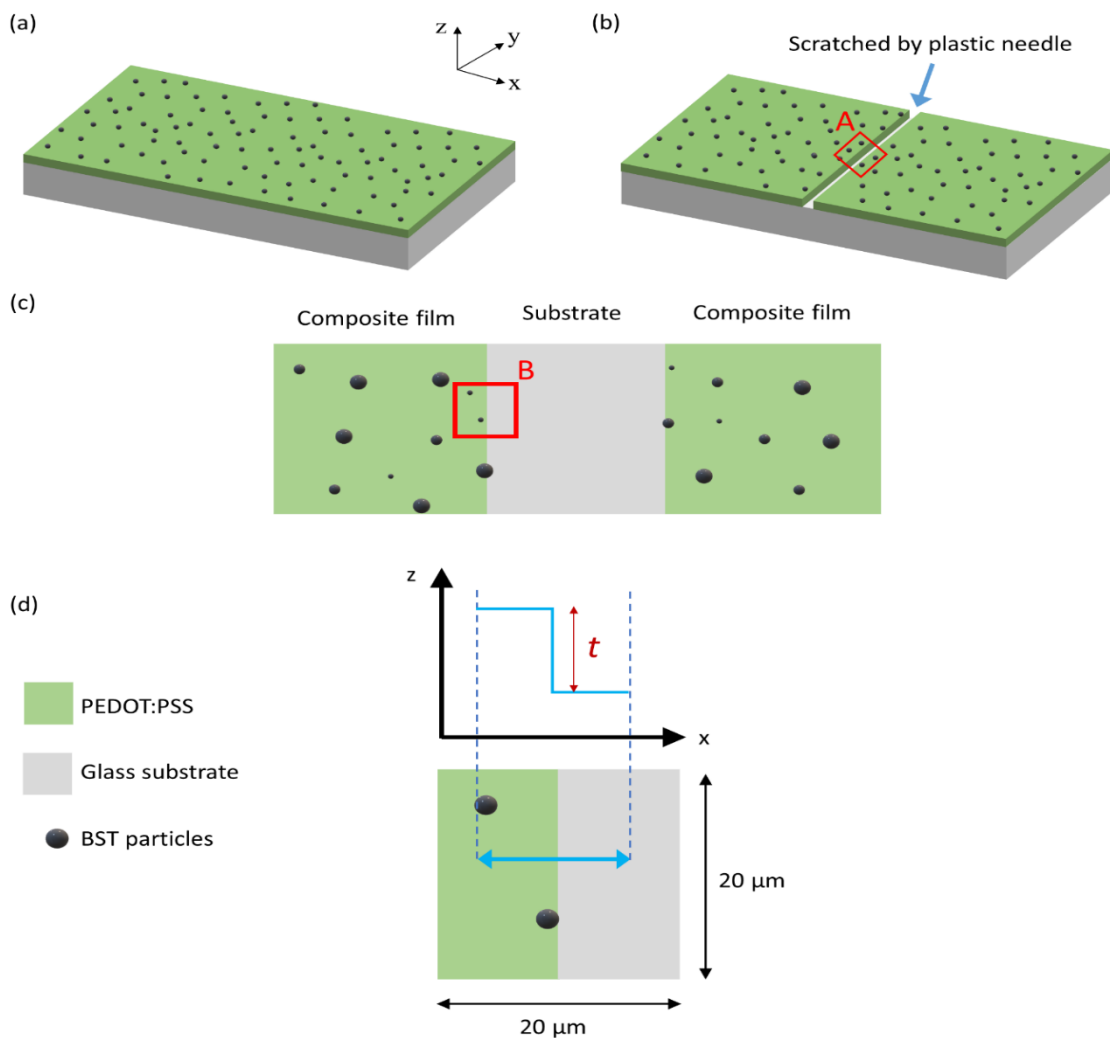 (a)
z
y
x
(b)
Scratched by plastic needle
A
(c)
Composite film
Substrate
Composite film
B
(d)
z
t
x
PEDOT:PSS
Glass substrate
BST particles
20 μm
20 μm